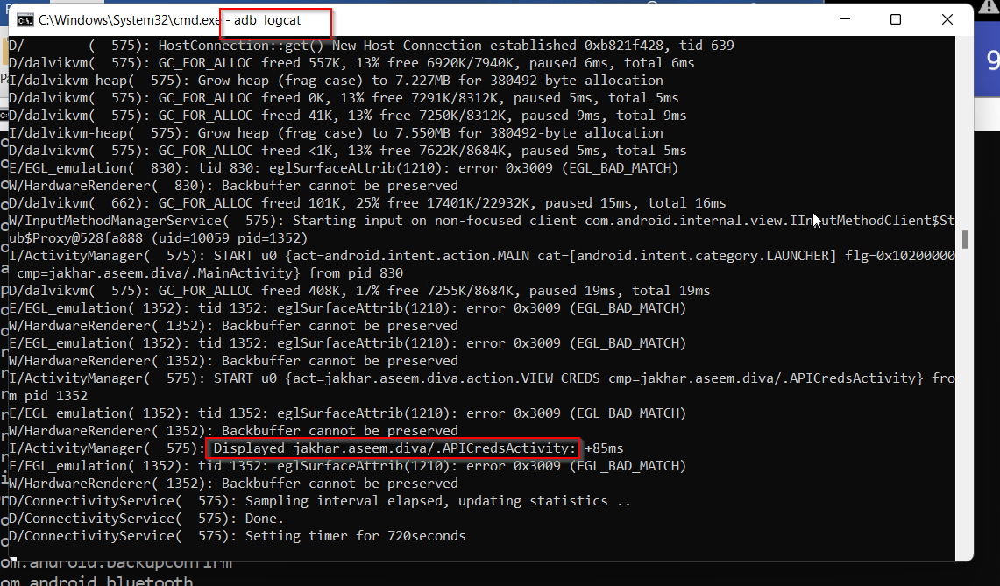 C:\Windows\System32\cmd.exe - adb  logcat
D/        (  575): HostConnection::get() New Host Connection established 0xb821f428, tid 639
D/dalvikvm(  575): GC_FOR_ALLOC freed 557K, 13% free 6920K/7940K, paused 6ms, total 6ms
I/dalvikvm-heap(  575): Grow heap (frag case) to 7.227MB for 380492-byte allocation
D/dalvikvm(  575): GC_FOR_ALLOC freed 0K, 13% free 7291K/8312K, paused 5ms, total 5ms
D/dalvikvm(  575): GC_FOR_ALLOC freed 41K, 13% free 7250K/8312K, paused 9ms, total 9ms
I/dalvikvm-heap(  575): Grow heap (frag case) to 7.550MB for 380492-byte allocation
D/dalvikvm(  575): GC_FOR_ALLOC freed <1K, 13% free 7622K/8684K, paused 5ms, total 5ms
E/EGL_emulation(  830): tid 830: eglSurfaceAttrib(1210): error 0x3009 (EGL_BAD_MATCH)
W/HardwareRenderer(  830): Backbuffer cannot be preserved
D/dalvikvm(  662): GC_FOR_ALLOC freed 101K, 25% free 17401K/22932K, paused 15ms, total 16ms
W/InputMethodManagerService(  575): Starting input on non-focused client com.android.internal.view.IInputMethodClient$St
ub$Proxy@528fa888 (uid=10059 pid=1352)
I/ActivityManager(  575): START u0 {act=android.intent.action.MAIN cat=[android.intent.category.LAUNCHER] flg=0x10200000
 cmp=jakhar.aseem.diva/.MainActivity} from pid 830
D/dalvikvm(  575): GC_FOR_ALLOC freed 408K, 17% free 7255K/8684K, paused 19ms, total 19ms
E/EGL_emulation( 1352): tid 1352: eglSurfaceAttrib(1210): error 0x3009 (EGL_BAD_MATCH)
W/HardwareRenderer( 1352): Backbuffer cannot be preserved
E/EGL_emulation( 1352): tid 1352: eglSurfaceAttrib(1210): error 0x3009 (EGL_BAD_MATCH)
W/HardwareRenderer( 1352): Backbuffer cannot be preserved
I/ActivityManager(  575): START u0 {act=jakhar.aseem.diva.action.VIEW_CREDS cmp=jakhar.aseem.diva/.APICredsActivity} fro
m pid 1352
E/EGL_emulation( 1352): tid 1352: eglSurfaceAttrib(1210): error 0x3009 (EGL_BAD_MATCH)
W/HardwareRenderer( 1352): Backbuffer cannot be preserved
I/ActivityManager(  575): Displayed jakhar.aseem.diva/.APICredsActivity: +85ms
E/EGL_emulation( 1352): tid 1352: eglSurfaceAttrib(1210): error 0x3009 (EGL_BAD_MATCH)
W/HardwareRenderer( 1352): Backbuffer cannot be preserved
D/ConnectivityService(  575): Sampling interval elapsed, updating statistics ..
D/ConnectivityService(  575): Done.
D/ConnectivityService(  575): Setting timer for 720seconds
om.android.backupconfirm
om.android.bluetooth
9